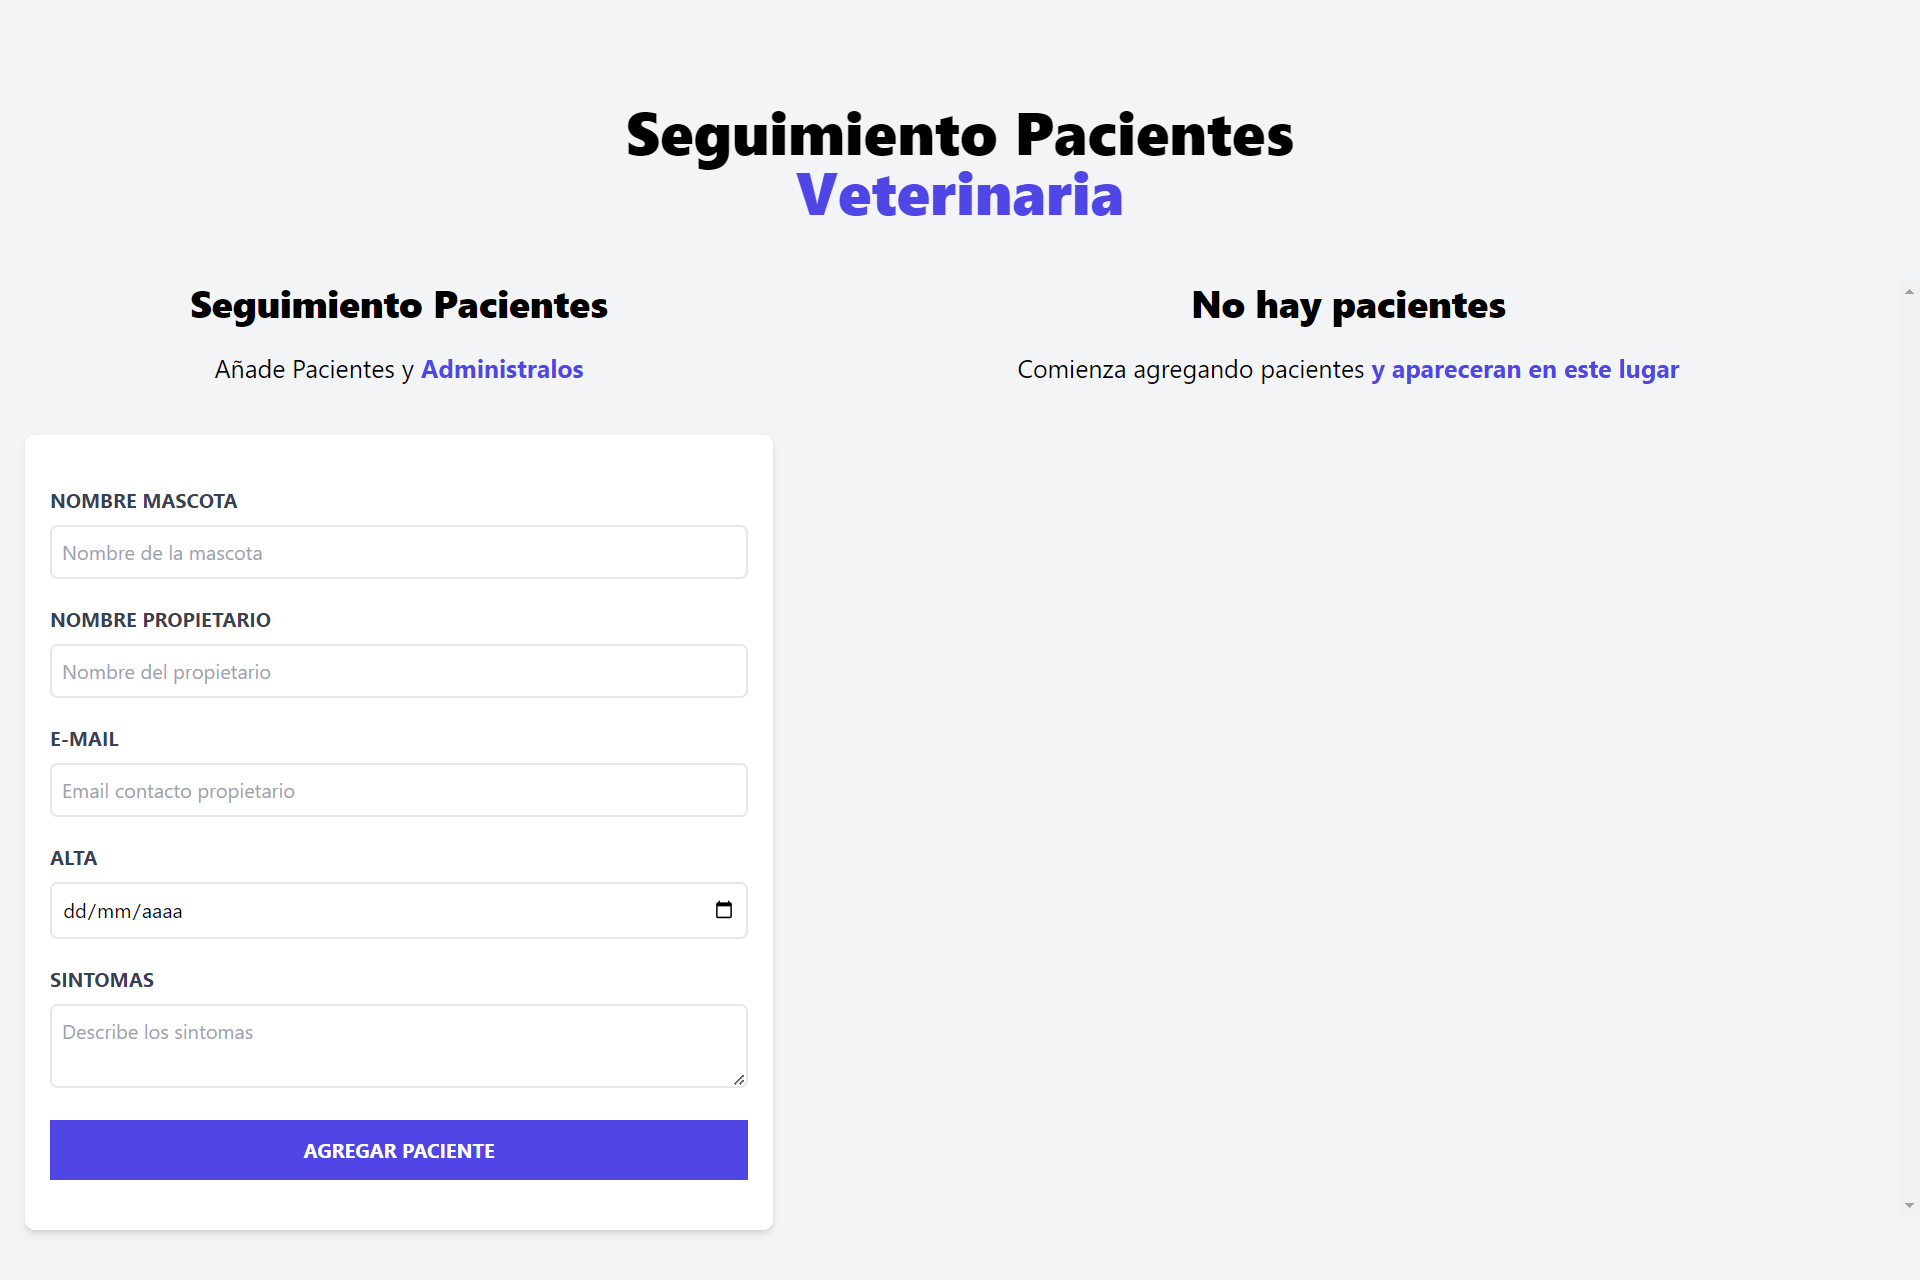 Seguimiento Pacientes
Veterinaria
Seguimiento Pacientes
Añade Pacientes y Administralos
NOMBRE MASCOTA
Nombre de la mascota
NOMBRE PROPIETARIO
Nombre del propietario
E-MAIL
Email contacto propietario
ALTA
dd/mm/aaaa
SINTOMAS
Describe los sintomas
AGREGAR PACIENTE
No hay pacientes
Comienza agregando pacientes y apareceran en este lugar